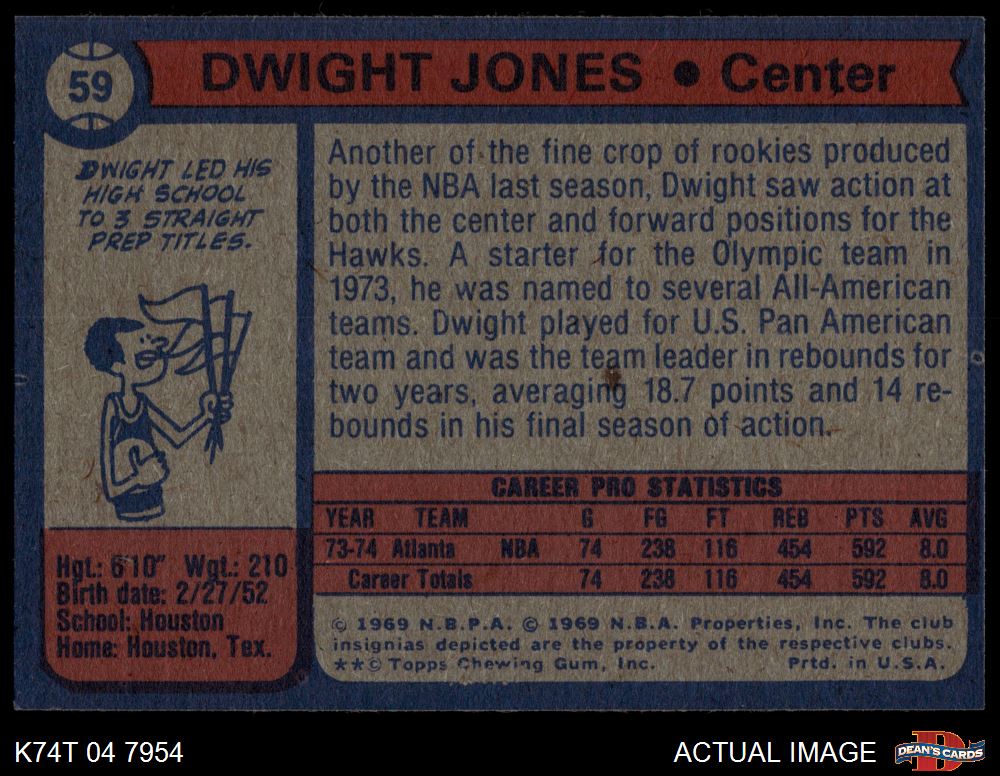 59
DWIGHT JONES • Center
DWIGHT LED HIS
HIGH SCHOOL
TO 3 STRAIGHT
PREP TITLES.
Another of the fine crop of rookies produced
by the NBA last season, Dwight saw action at
both the center and forward positions for the
Hawks. A starter for the Olympic team in
1973, he was named to several All-American
teams. Dwight played for U.S. Pan American
team and was the team leader in rebounds for
two years, averaging 18.7 points and 14 re-
bounds in his final season of action.
CAREER PRO STATISTICS
YEAR TEAM G FG FT REB PTS AVG
73-74 Atlanta NBA 74 238 116 454 592 8.0
Career Totals 74 238 116 454 592 8.0
Hgt.: 6'10" Wgt.: 210
Birth date: 2/27/52
School: Houston
Home: Houston, Tex.
© 1969 N.B.P.A. © 1969 N.B.A. Properties, Inc. The club
insignias depicted are the property of the respective clubs.
**© Topps Chewing Gum, Inc. Prtd. in U.S.A.
K74T 04 7954
ACTUAL IMAGE
DEAN'S CARDS